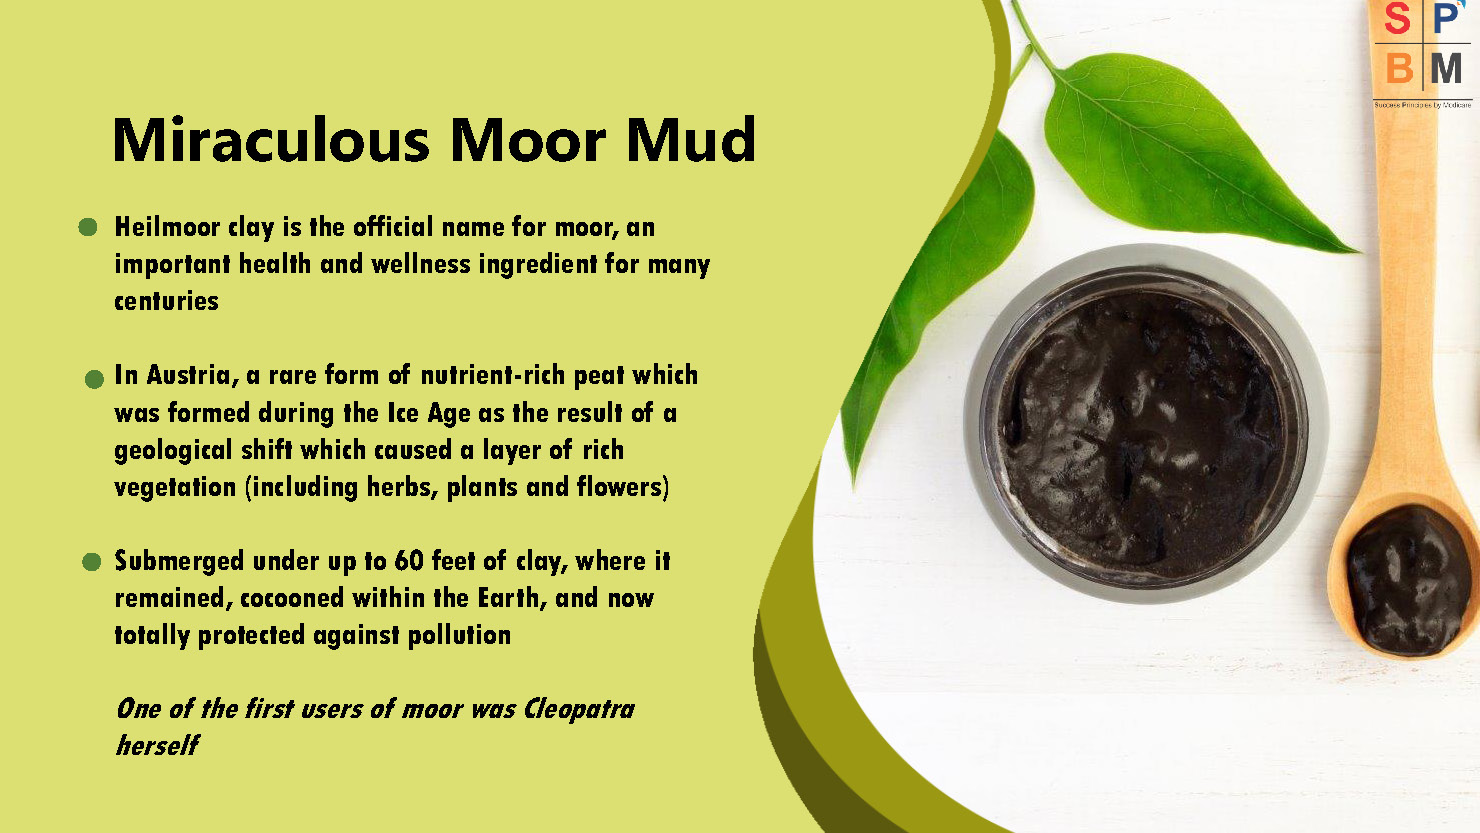 S P
B M
Success Principles by Modicare
Miraculous Moor Mud
Heilmoor clay is the official name for moor, an
important health and wellness ingredient for many
centuries
In Austria, a rare form of nutrient-rich peat which
was formed during the Ice Age as the result of a
geological shift which caused a layer of rich
vegetation (including herbs, plants and flowers)
Submerged under up to 60 feet of clay, where it
remained, cocooned within the Earth, and now
totally protected against pollution
One of the first users of moor was Cleopatra
herself